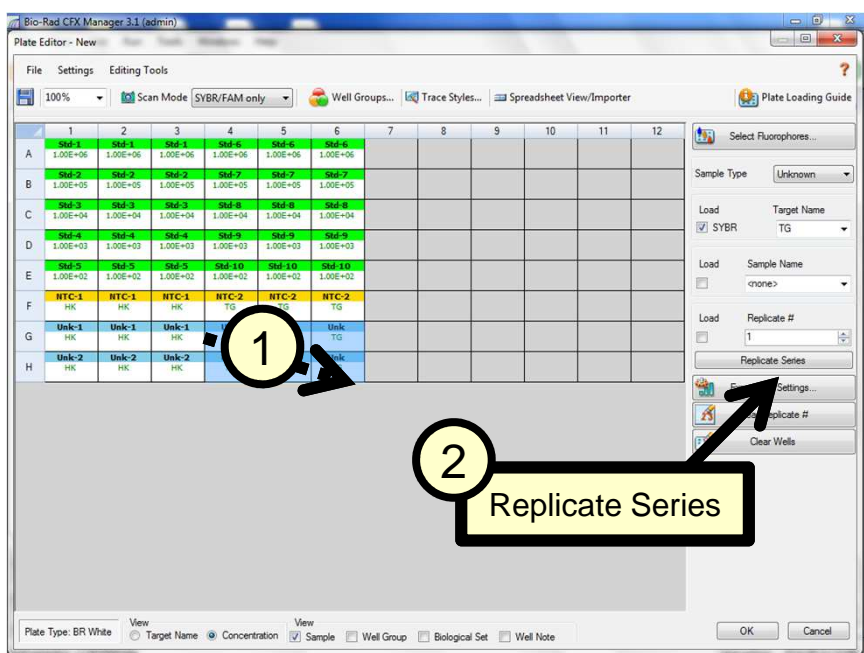 Bio-Rad CFX Manager 3.1 (admin)
Plate Editor - New
File Settings Editing Tools ?
100% Scan Mode SYBR/FAM only Well Groups... Trace Styles... Spreadsheet View/Importer Plate Loading Guide
1 2 3 4 5 6 7 8 9 10 11 12
Std-1 Std-1 Std-1 Std-6 Std-6 Std-6
A 1.00E+06 1.00E+06 1.00E+06 1.00E+06 1.00E+06 1.00E+06
Std-2 Std-2 Std-2 Std-7 Std-7 Std-7
B 1.00E+05 1.00E+05 1.00E+05 1.00E+05 1.00E+05 1.00E+05
Std-3 Std-3 Std-3 Std-8 Std-8 Std-8
C 1.00E+04 1.00E+04 1.00E+04 1.00E+04 1.00E+04 1.00E+04
Std-4 Std-4 Std-4 Std-9 Std-9 Std-9
D 1.00E+03 1.00E+03 1.00E+03 1.00E+03 1.00E+03 1.00E+03
Std-5 Std-5 Std-5 Std-10 Std-10 Std-10
E 1.00E+02 1.00E+02 1.00E+02 1.00E+02 1.00E+02 1.00E+02
NTC-1 NTC-1 NTC-1 NTC-2 NTC-2 NTC-2
F HK HK HK TG TG TG
Unk-1 Unk-1 Unk-1 Unk
G HK HK HK TG
Unk-2 Unk-2 Unk-2
H HK HK HK
1
Select Fluorophores...
Sample Type Unknown
Load Target Name
SYBR TG
Load Sample Name
<none>
Load Replicate #
1
Replicate Series
Settings...
Replicate #
Clear Wells
2
Replicate Series
Plate Type: BR White
View
Target Name Concentration
View
Sample Well Group Biological Set Well Note
OK Cancel